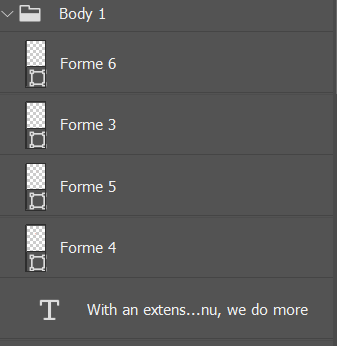 Body 1
Forme 6
Forme 3
Forme 5
Forme 4
T With an extens...nu, we do more